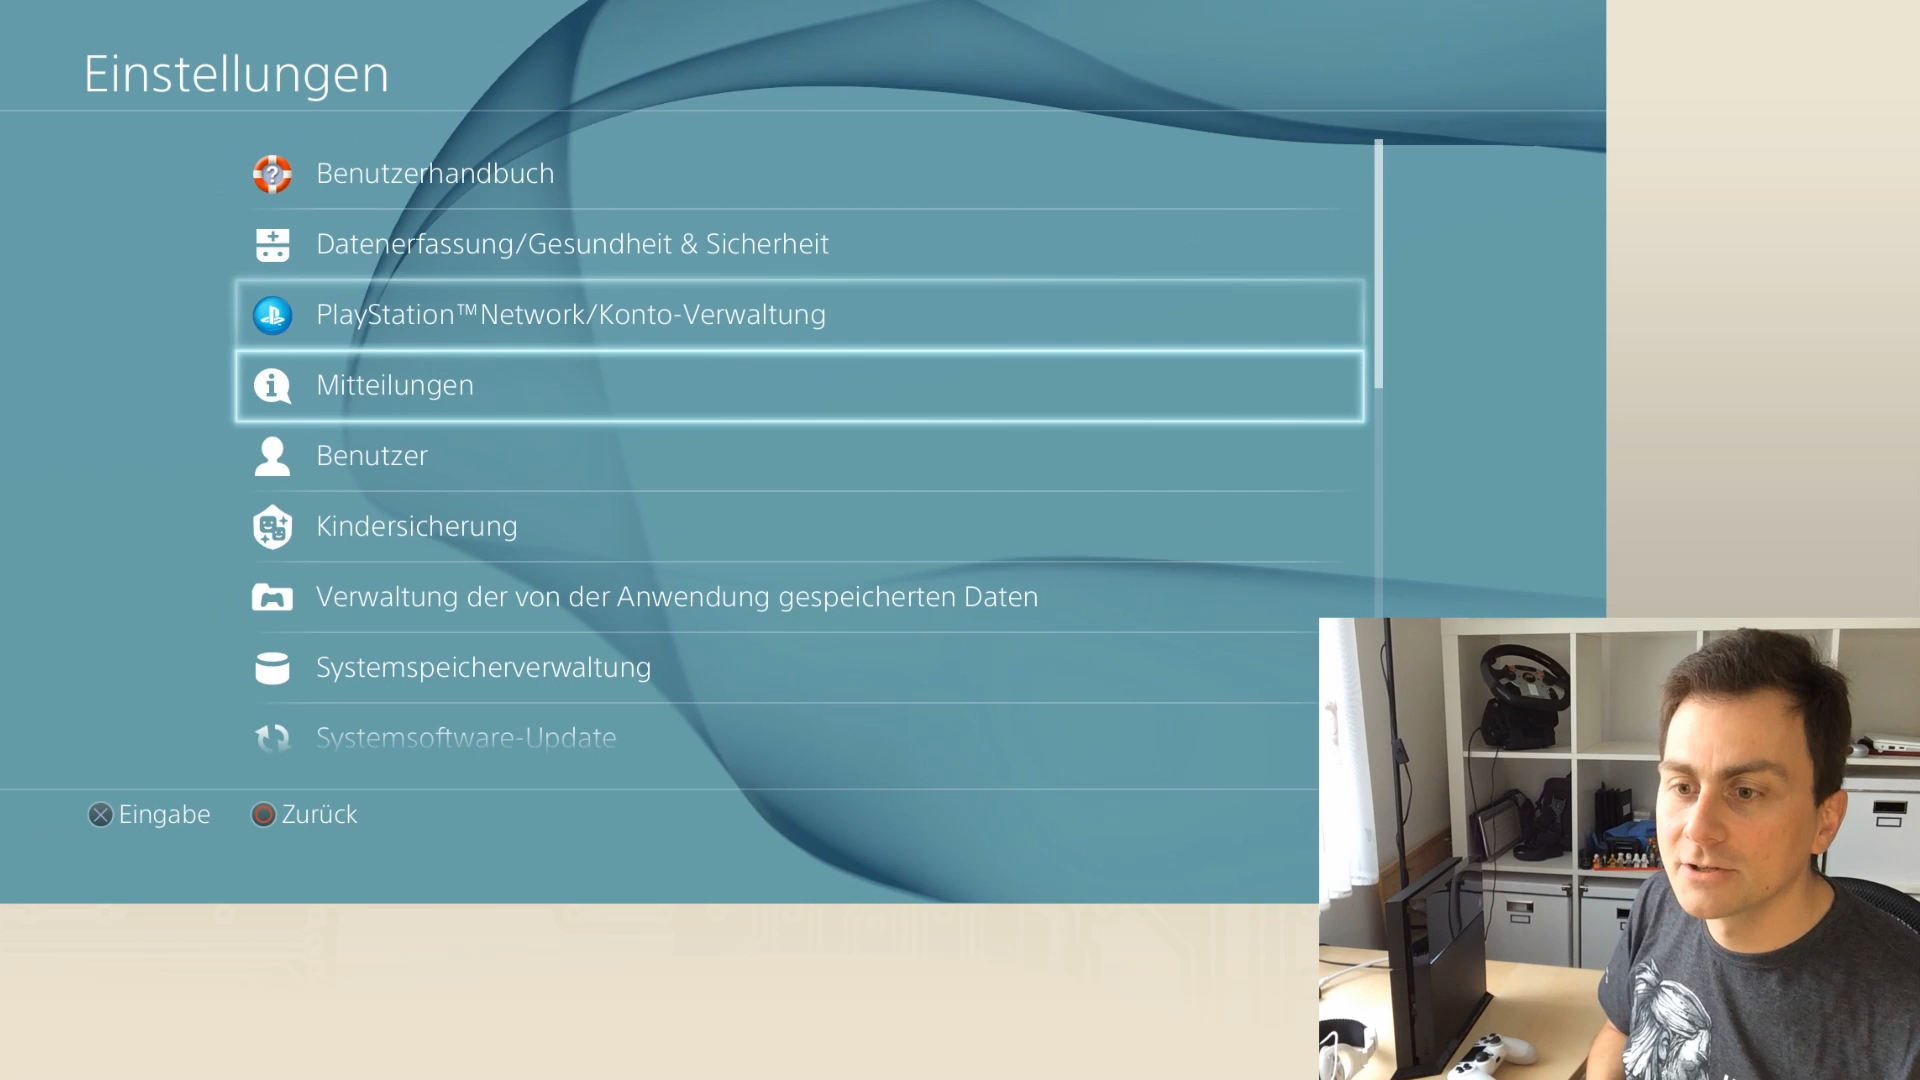 Einstellungen
Benutzerhandbuch
Datenerfassung/Gesundheit & Sicherheit
PlayStation™Network/Konto-Verwaltung
Mitteilungen
Benutzer
Kindersicherung
Verwaltung der von der Anwendung gespeicherten Daten
Systemspeicherverwaltung
Systemsoftware-Update
Eingabe Zurück